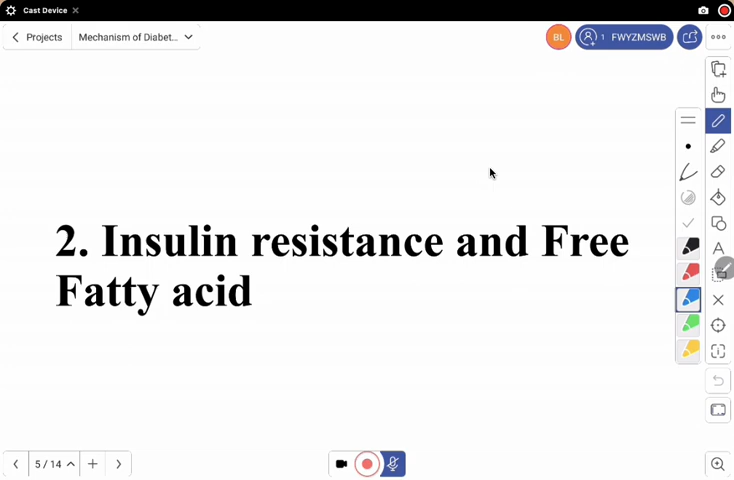 Cast Device
Projects
Mechanism of Diabet...
BL
1 FWYZMSWB
2. Insulin resistance and Free
Fatty acid
A
5 / 14